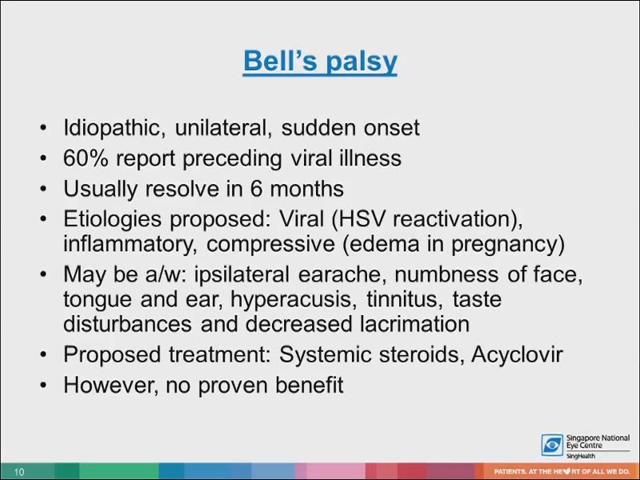 Bell's palsy
• Idiopathic, unilateral, sudden onset
• 60% report preceding viral illness
• Usually resolve in 6 months
• Etiologies proposed: Viral (HSV reactivation),
inflammatory, compressive (edema in pregnancy)
• May be a/w: ipsilateral earache, numbness of face,
tongue and ear, hyperacusis, tinnitus, taste
disturbances and decreased lacrimation
• Proposed treatment: Systemic steroids, Acyclovir
• However, no proven benefit
Singapore National
Eye Centre
SingHealth
10
PATIENTS. AT THE HE♥RT OF ALL WE DO.